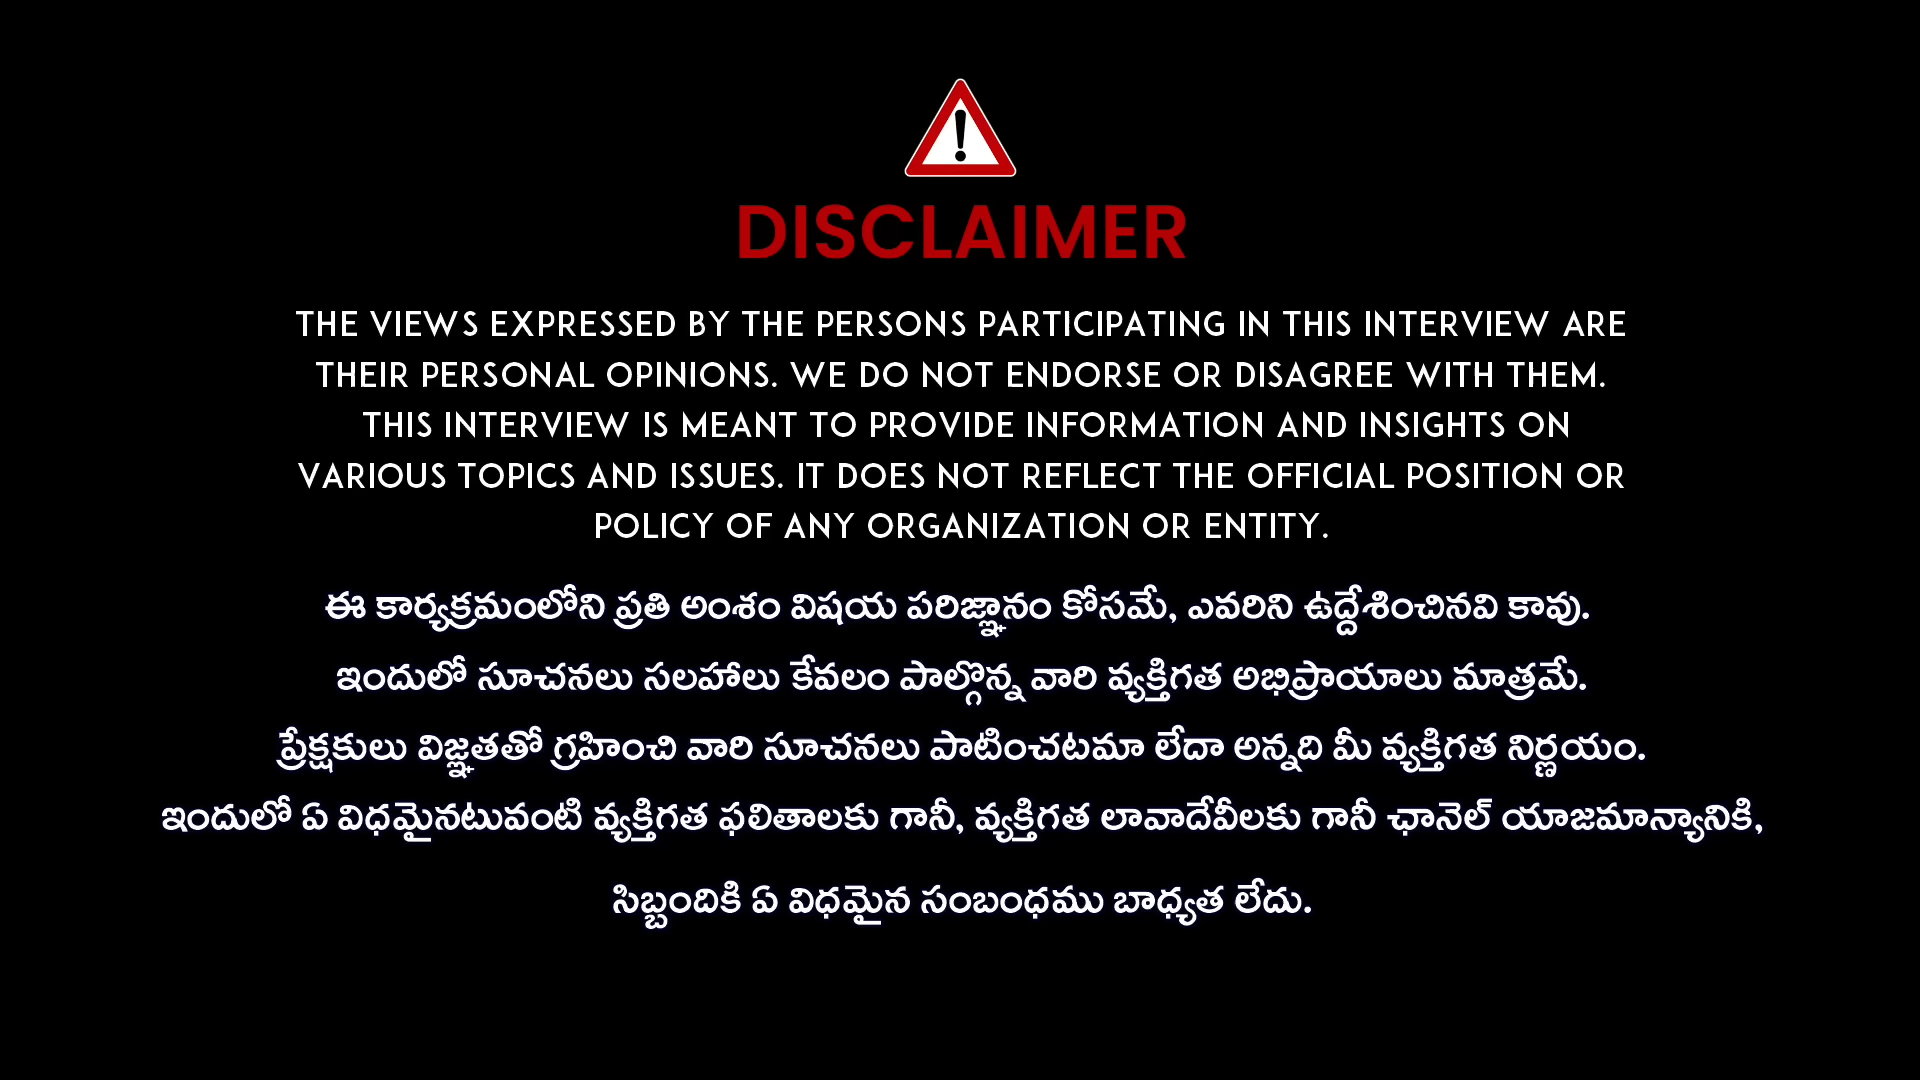 DISCLAIMER
THE VIEWS EXPRESSED BY THE PERSONS PARTICIPATING IN THIS INTERVIEW ARE
THEIR PERSONAL OPINIONS. WE DO NOT ENDORSE OR DISAGREE WITH THEM.
THIS INTERVIEW IS MEANT TO PROVIDE INFORMATION AND INSIGHTS ON
VARIOUS TOPICS AND ISSUES. IT DOES NOT REFLECT THE OFFICIAL POSITION OR
POLICY OF ANY ORGANIZATION OR ENTITY.
ఈ కార్యక్రమంలోని ప్రతి అంశం విషయ పరిజ్ఞానం కోసమే, ఎవరిని ఉద్దేశించినవి కావు.
ఇందులో సూచనలు సలహాలు కేవలం పాల్గొన్న వారి వ్యక్తిగత అభిప్రాయాలు మాత్రమే.
ప్రేక్షకులు విజ్ఞతతో గ్రహించి వారి సూచనలు పాటించటమా లేదా అన్నది మీ వ్యక్తిగత నిర్ణయం.
ఇందులో ఏ విధమైనటువంటి వ్యక్తిగత ఫలితాలకు గానీ, వ్యక్తిగత లావాదేవీలకు గానీ ఛానెల్ యాజమాన్యానికి,
సిబ్బందికి ఏ విధమైన సంబంధము బాధ్యత లేదు.